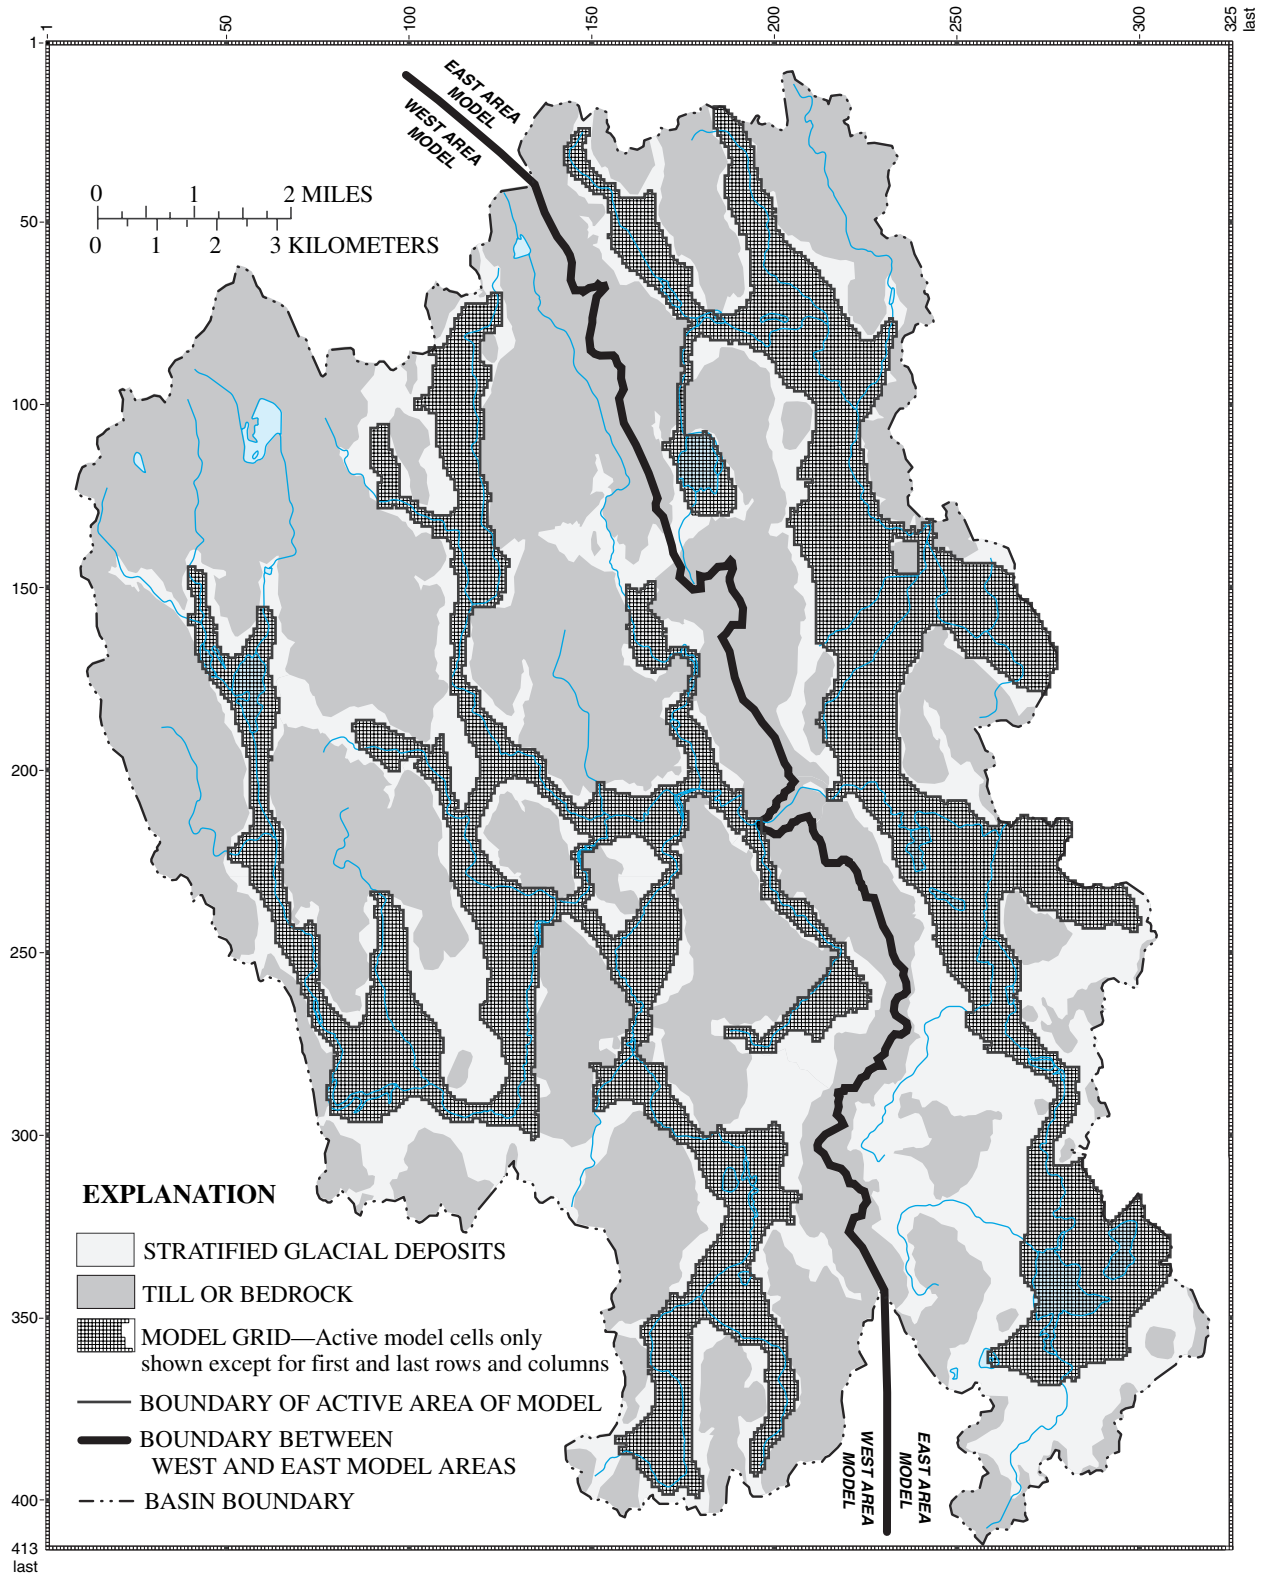 1
50
100
150
200
250
300
325
last
1
50
100
150
200
250
300
350
400
413
last
EAST AREA
MODEL
WEST AREA
MODEL
0 1 2 MILES
0 1 2 3 KILOMETERS
EXPLANATION
STRATIFIED GLACIAL DEPOSITS
TILL OR BEDROCK
MODEL GRID—Active model cells only
shown except for first and last rows and columns
BOUNDARY OF ACTIVE AREA OF MODEL
BOUNDARY BETWEEN
WEST AND EAST MODEL AREAS
BASIN BOUNDARY
WEST AREA
MODEL
EAST AREA
MODEL